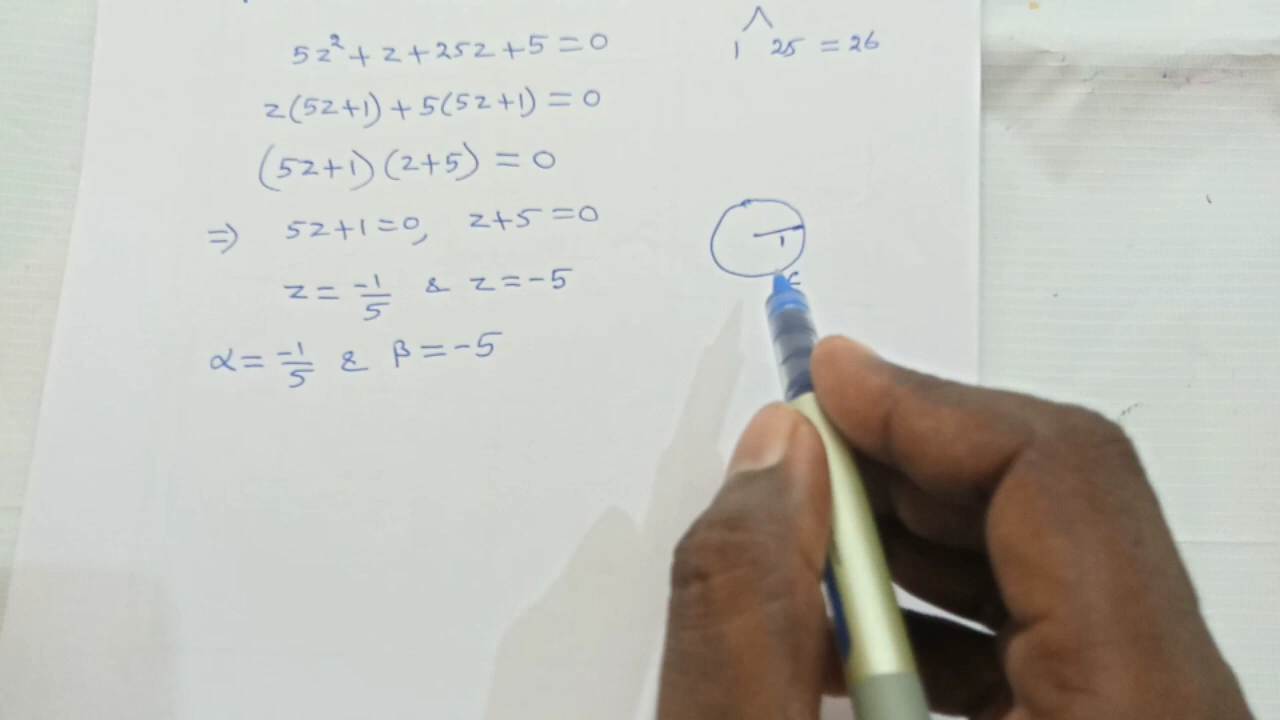 5z² + z + 25z + 5 = 0
z(5z+1) + 5(5z+1) = 0
(5z+1)(z+5) = 0
⇒ 5z+1=0, z+5=0
z = -1/5 & z = -5
α = -1/5 & β = -5
∧
1 25 = 26
1
c